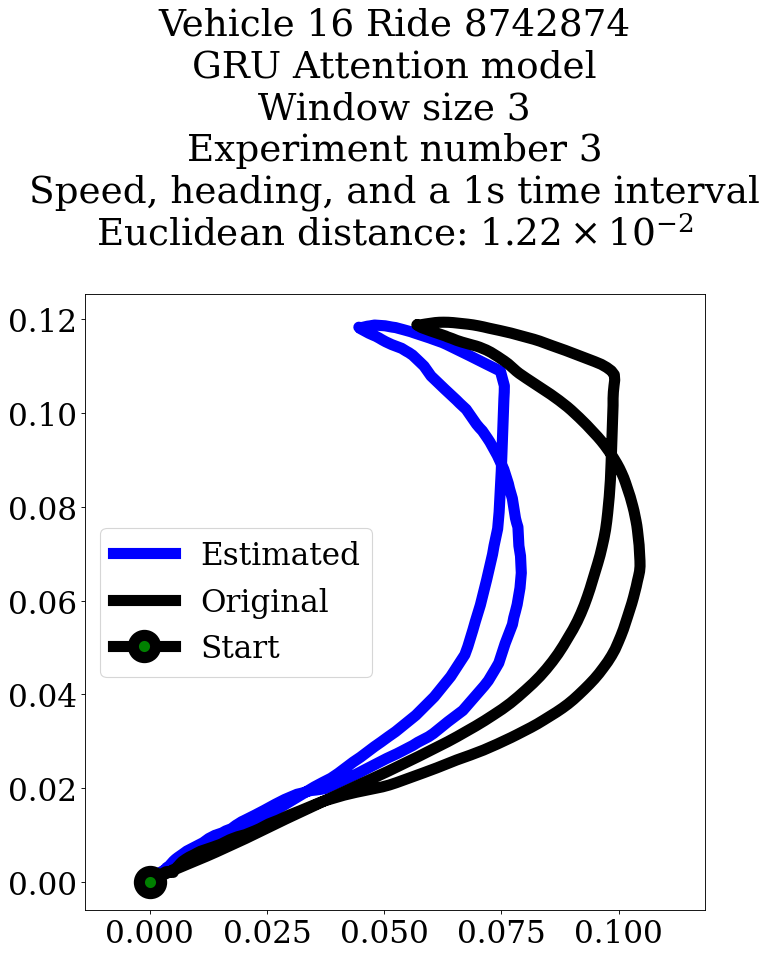 Vehicle 16 Ride 8742874
GRU Attention model
Window size 3
Experiment number 3
Speed, heading, and a 1s time interval
Euclidean distance: 1.22 × 10⁻²
0.12
0.10
0.08
0.06
0.04
0.02
0.00
Estimated
Original
Start
0.000 0.025 0.050 0.075 0.100